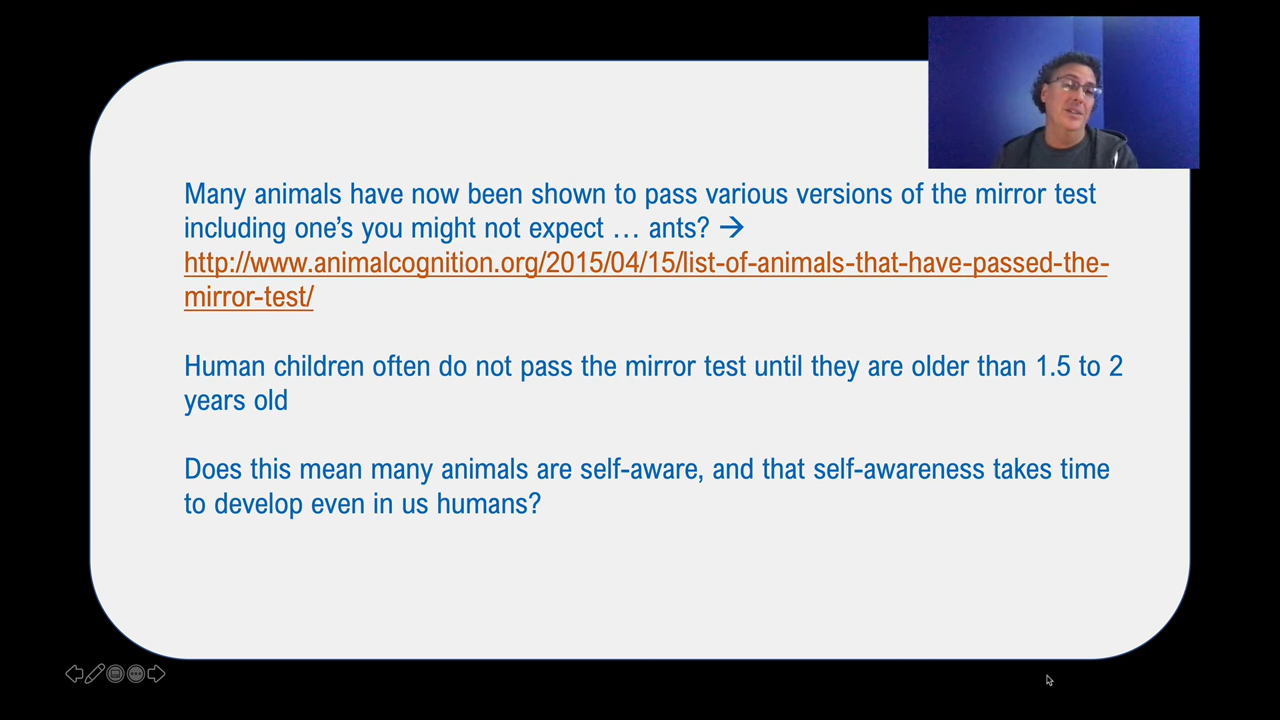 Many animals have now been shown to pass various versions of the mirror test
including one's you might not expect … ants? →
http://www.animalcognition.org/2015/04/15/list-of-animals-that-have-passed-the-
mirror-test/
Human children often do not pass the mirror test until they are older than 1.5 to 2
years old
Does this mean many animals are self-aware, and that self-awareness takes time
to develop even in us humans?